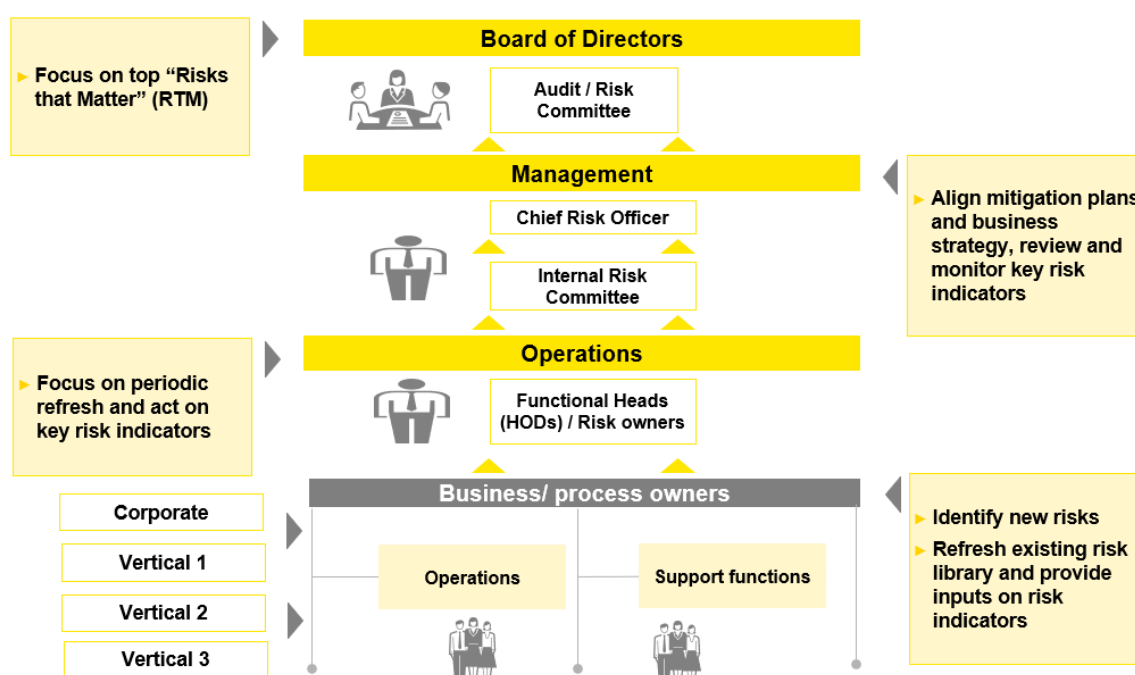 Board of Directors
Focus on top “Risks
that Matter” (RTM)
Audit / Risk
Committee
Management
Chief Risk Officer
Internal Risk
Committee
Align mitigation plans
and business
strategy, review and
monitor key risk
indicators
Operations
Focus on periodic
refresh and act on
key risk indicators
Functional Heads
(HODs) / Risk owners
Business/ process owners
Corporate
Vertical 1
Vertical 2
Vertical 3
Operations
Support functions
Identify new risks
Refresh existing risk
library and provide
inputs on risk
indicators